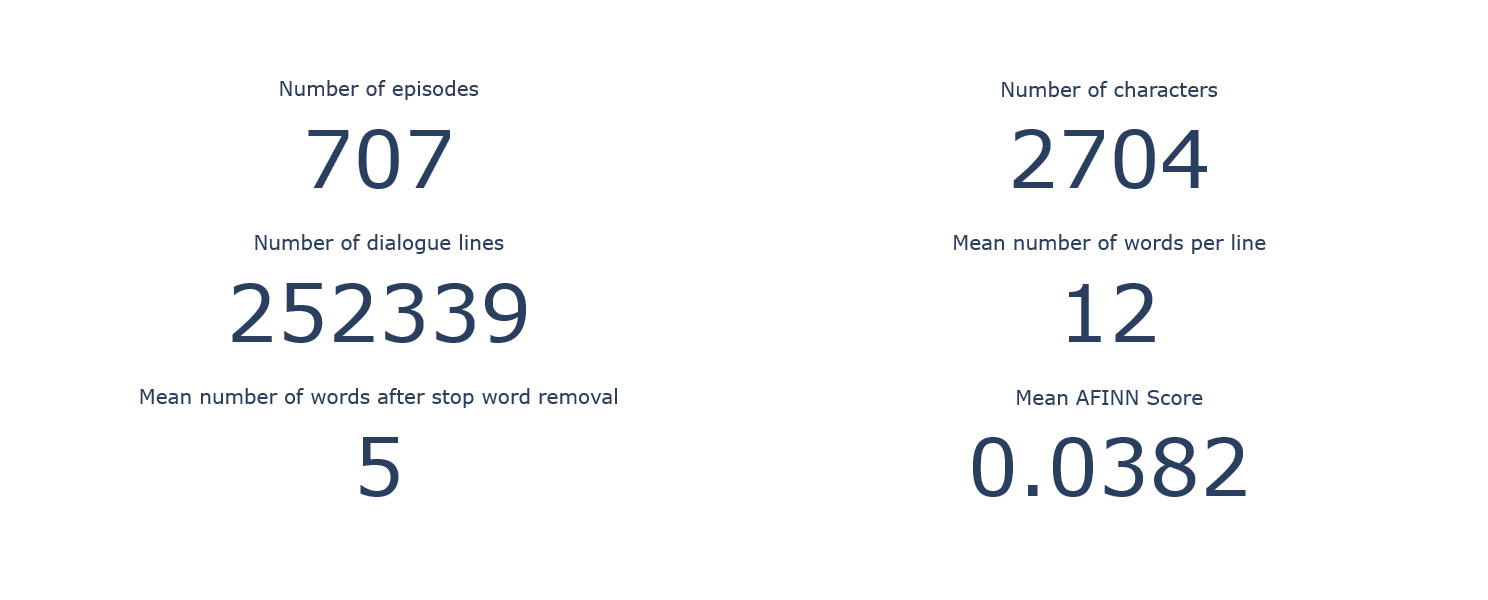 Number of episodes
707
Number of characters
2704
Number of dialogue lines
252339
Mean number of words per line
12
Mean number of words after stop word removal
5
Mean AFINN Score
0.0382